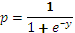 p = 1 / (1 + e^{-y})